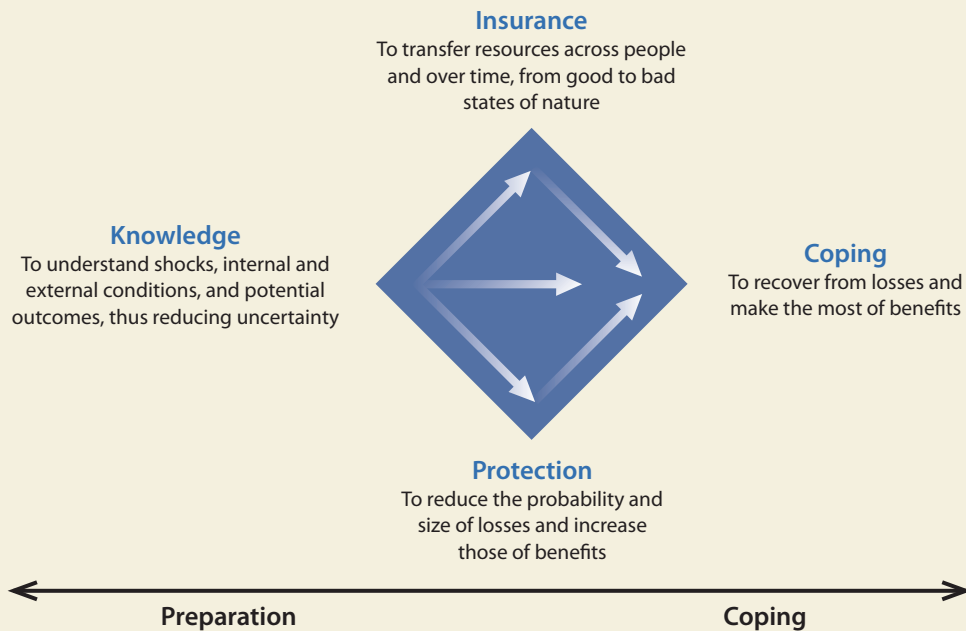 Insurance
To transfer resources across people
and over time, from good to bad
states of nature
Knowledge
To understand shocks, internal and
external conditions, and potential
outcomes, thus reducing uncertainty
Coping
To recover from losses and
make the most of benefits
Protection
To reduce the probability and
size of losses and increase
those of benefits
Preparation
Coping